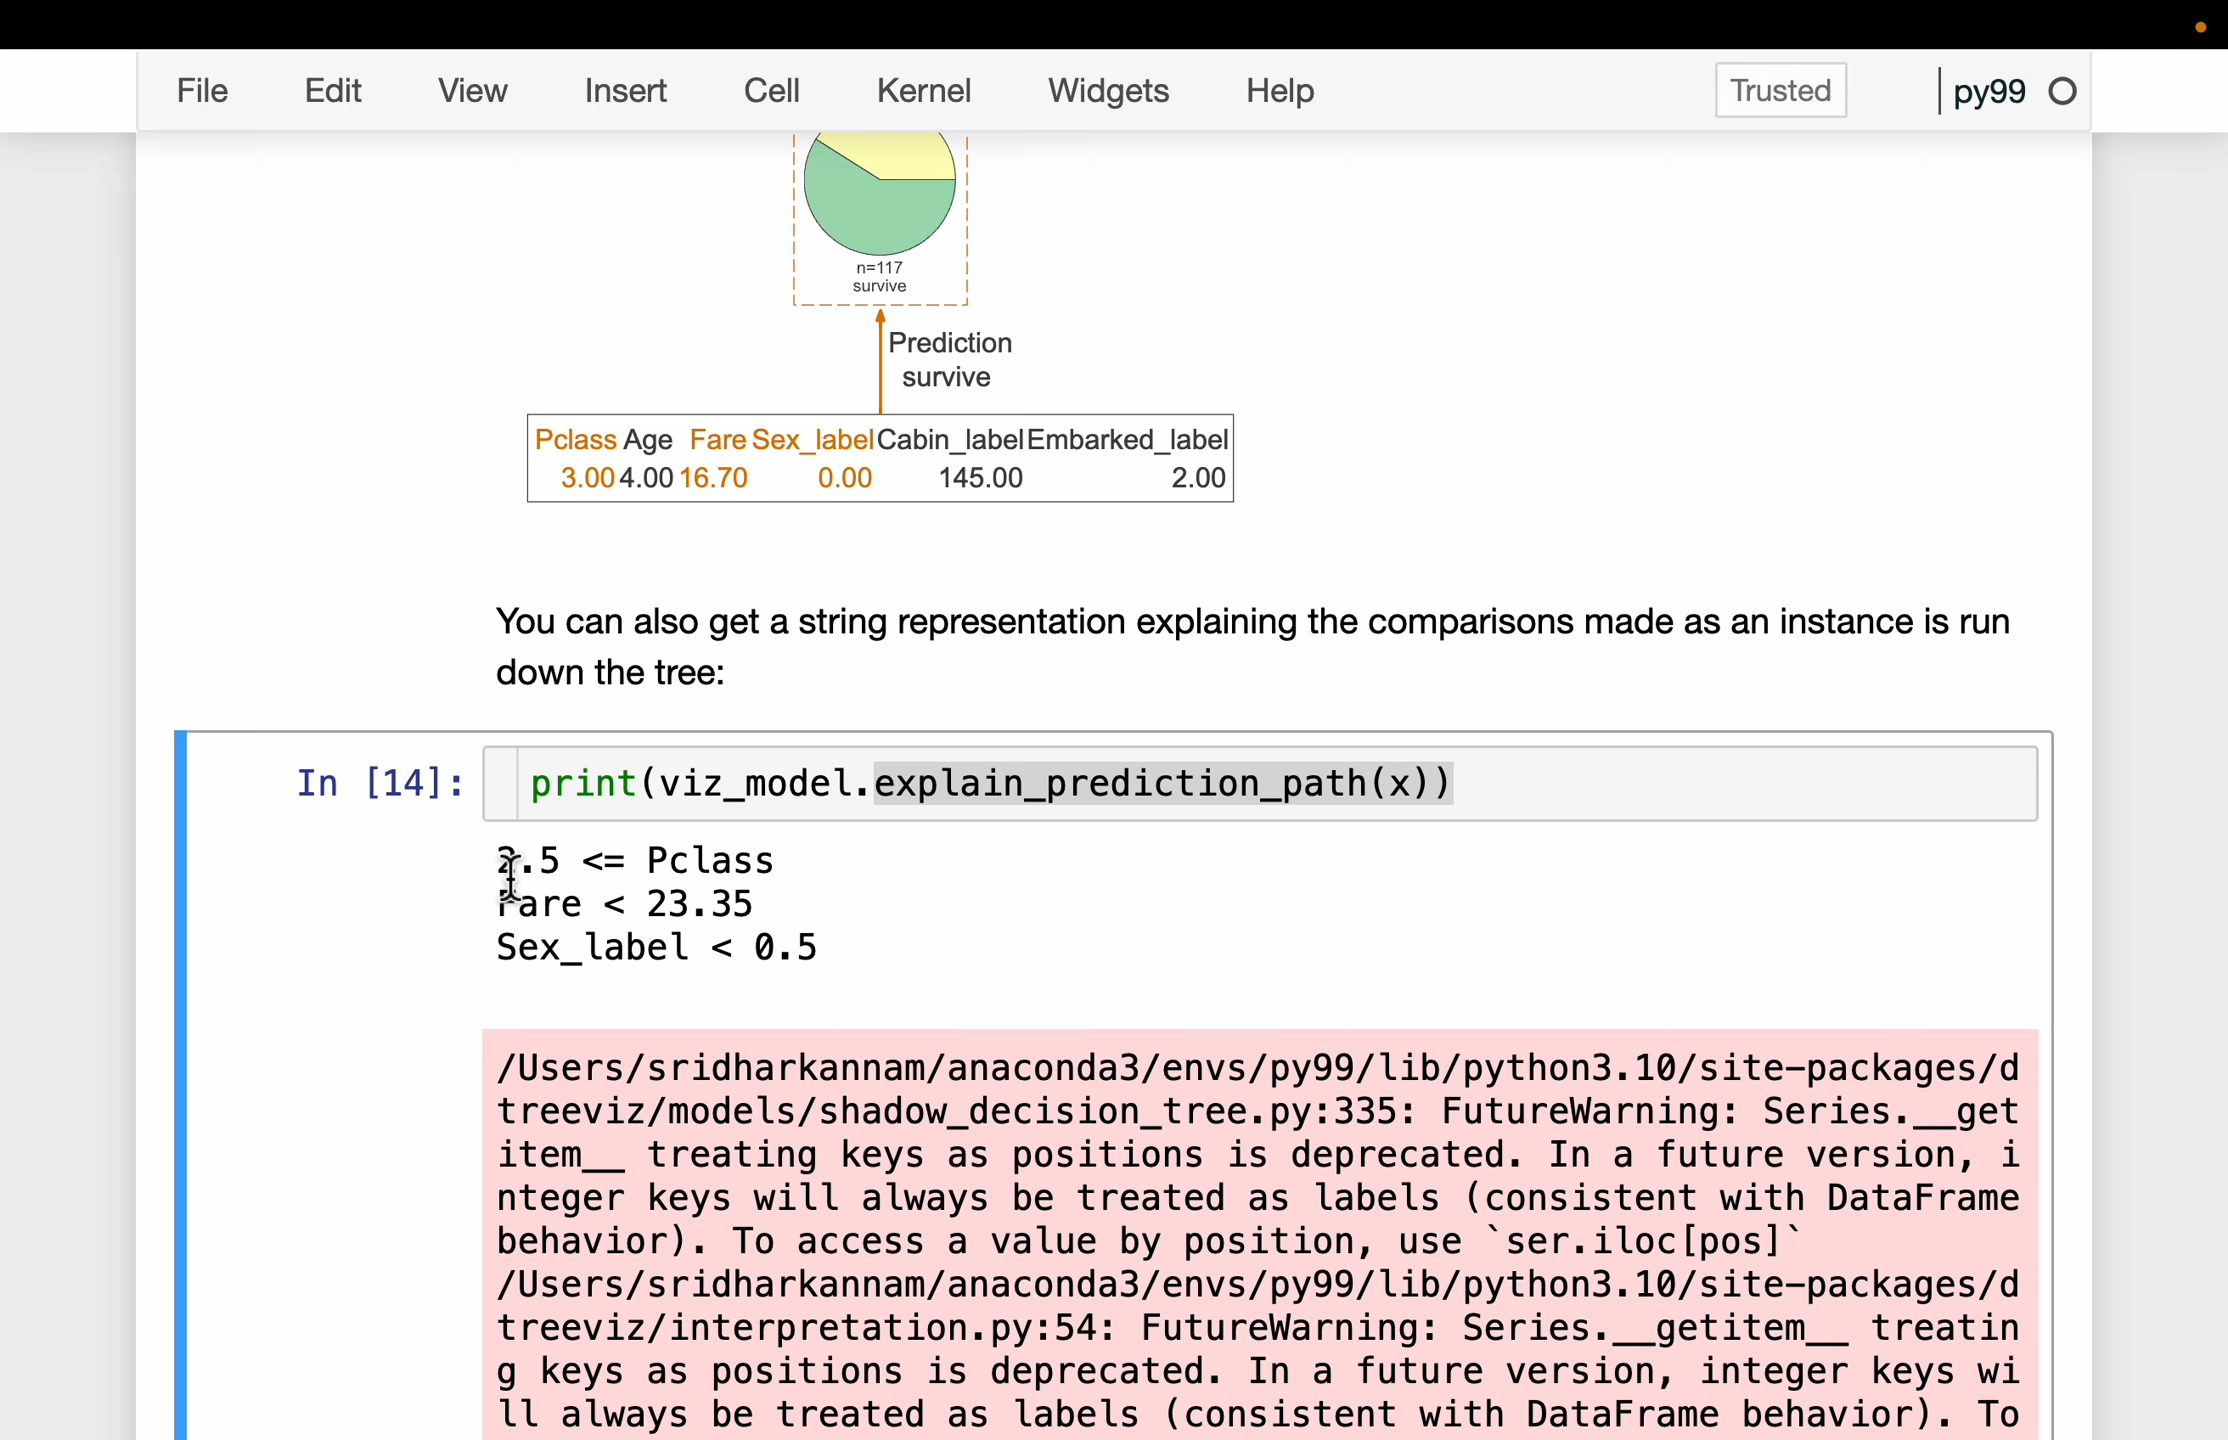 File Edit View Insert Cell Kernel Widgets Help Trusted py99
n=117
survive
Prediction
survive
Pclass Age Fare Sex_label Cabin_label Embarked_label
3.00 4.00 16.70 0.00 145.00 2.00
You can also get a string representation explaining the comparisons made as an instance is run
down the tree:
In [14]: print(viz_model.explain_prediction_path(x))
2.5 <= Pclass
Fare < 23.35
Sex_label < 0.5
/Users/sridharkannam/anaconda3/envs/py99/lib/python3.10/site-packages/d
treeviz/models/shadow_decision_tree.py:335: FutureWarning: Series.__get
item__ treating keys as positions is deprecated. In a future version, i
nteger keys will always be treated as labels (consistent with DataFrame
behavior). To access a value by position, use `ser.iloc[pos]`
/Users/sridharkannam/anaconda3/envs/py99/lib/python3.10/site-packages/d
treeviz/interpretation.py:54: FutureWarning: Series.__getitem__ treatin
g keys as positions is deprecated. In a future version, integer keys wi
ll always be treated as labels (consistent with DataFrame behavior). To